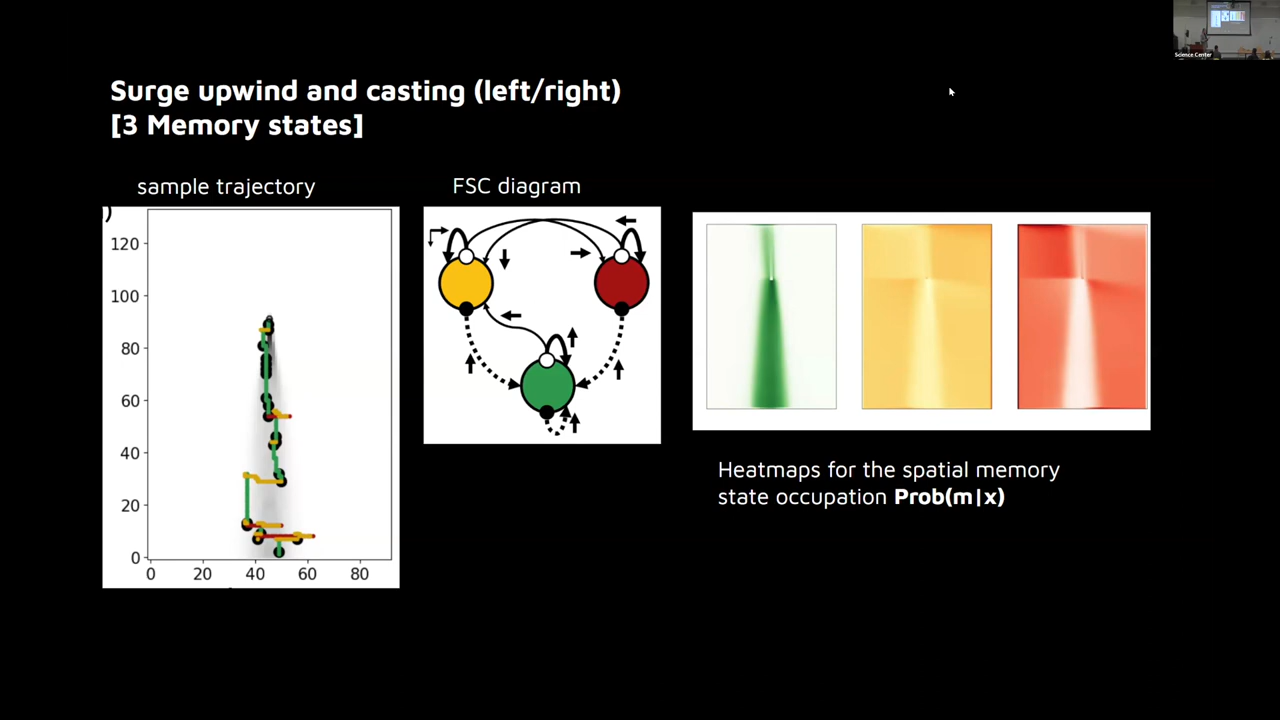 Science Center
Surge upwind and casting (left/right)
[3 Memory states]
sample trajectory
FSC diagram
)
120
100
80
60
40
20
0
0 20 40 60 80
Heatmaps for the spatial memory
state occupation Prob(m|x)